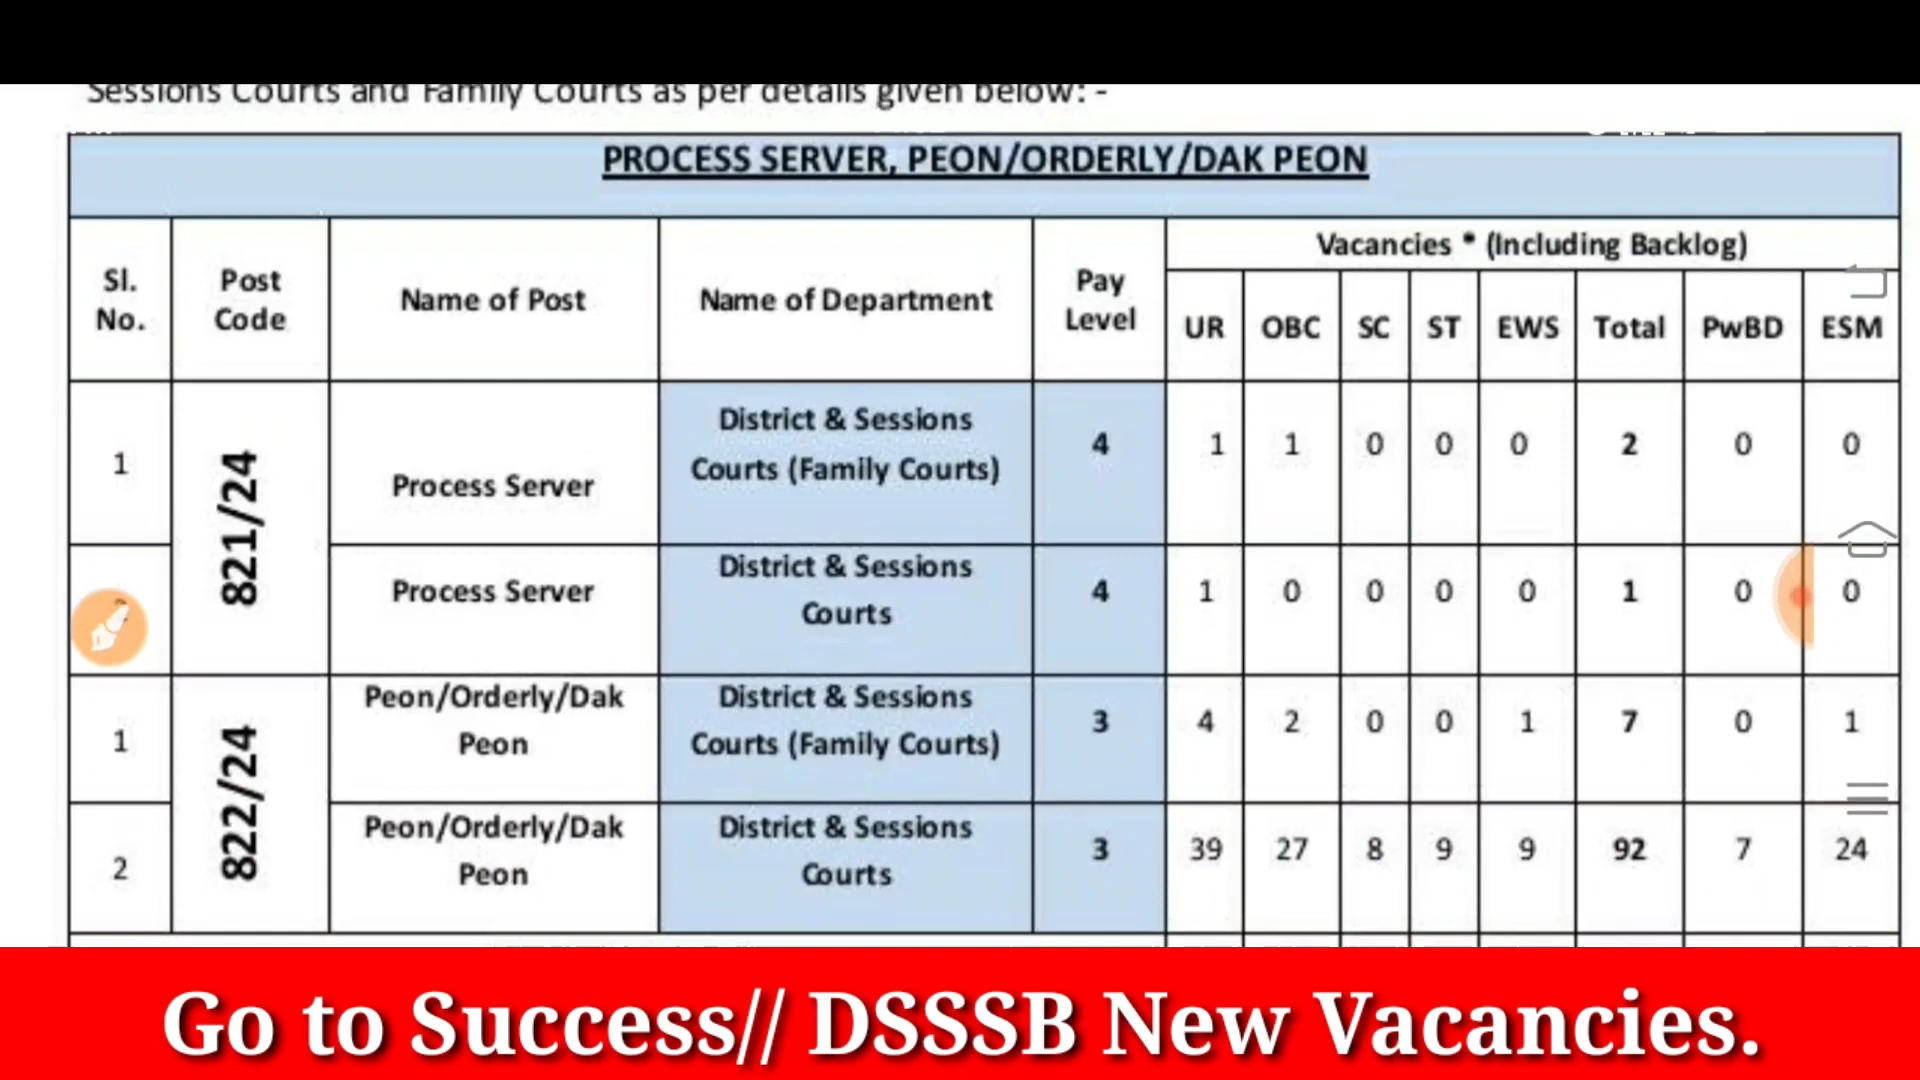 Sessions Courts and Family Courts as per details given below: -
PROCESS SERVER, PEON/ORDERLY/DAK PEON
Sl. No. Post Code Name of Post Name of Department Pay Level Vacancies * (Including Backlog)
UR OBC SC ST EWS Total PwBD ESM
1 821/24 Process Server District & Sessions Courts (Family Courts) 4 1 1 0 0 0 2 0 0
Process Server District & Sessions Courts 4 1 0 0 0 0 1 0 0
1 822/24 Peon/Orderly/Dak Peon District & Sessions Courts (Family Courts) 3 4 2 0 0 1 7 0 1
2 Peon/Orderly/Dak Peon District & Sessions Courts 3 39 27 8 9 9 92 7 24
Go to Success// DSSSB New Vacancies.